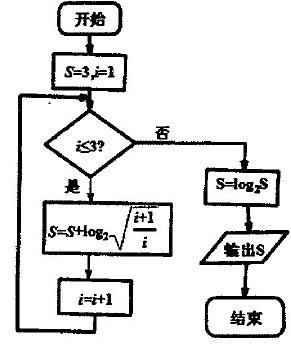 开始
S=3,i=1
i≤3?
否
是
S=log₂S
S=S+log₂√((i+1)/i)
输出S
i=i+1
结束